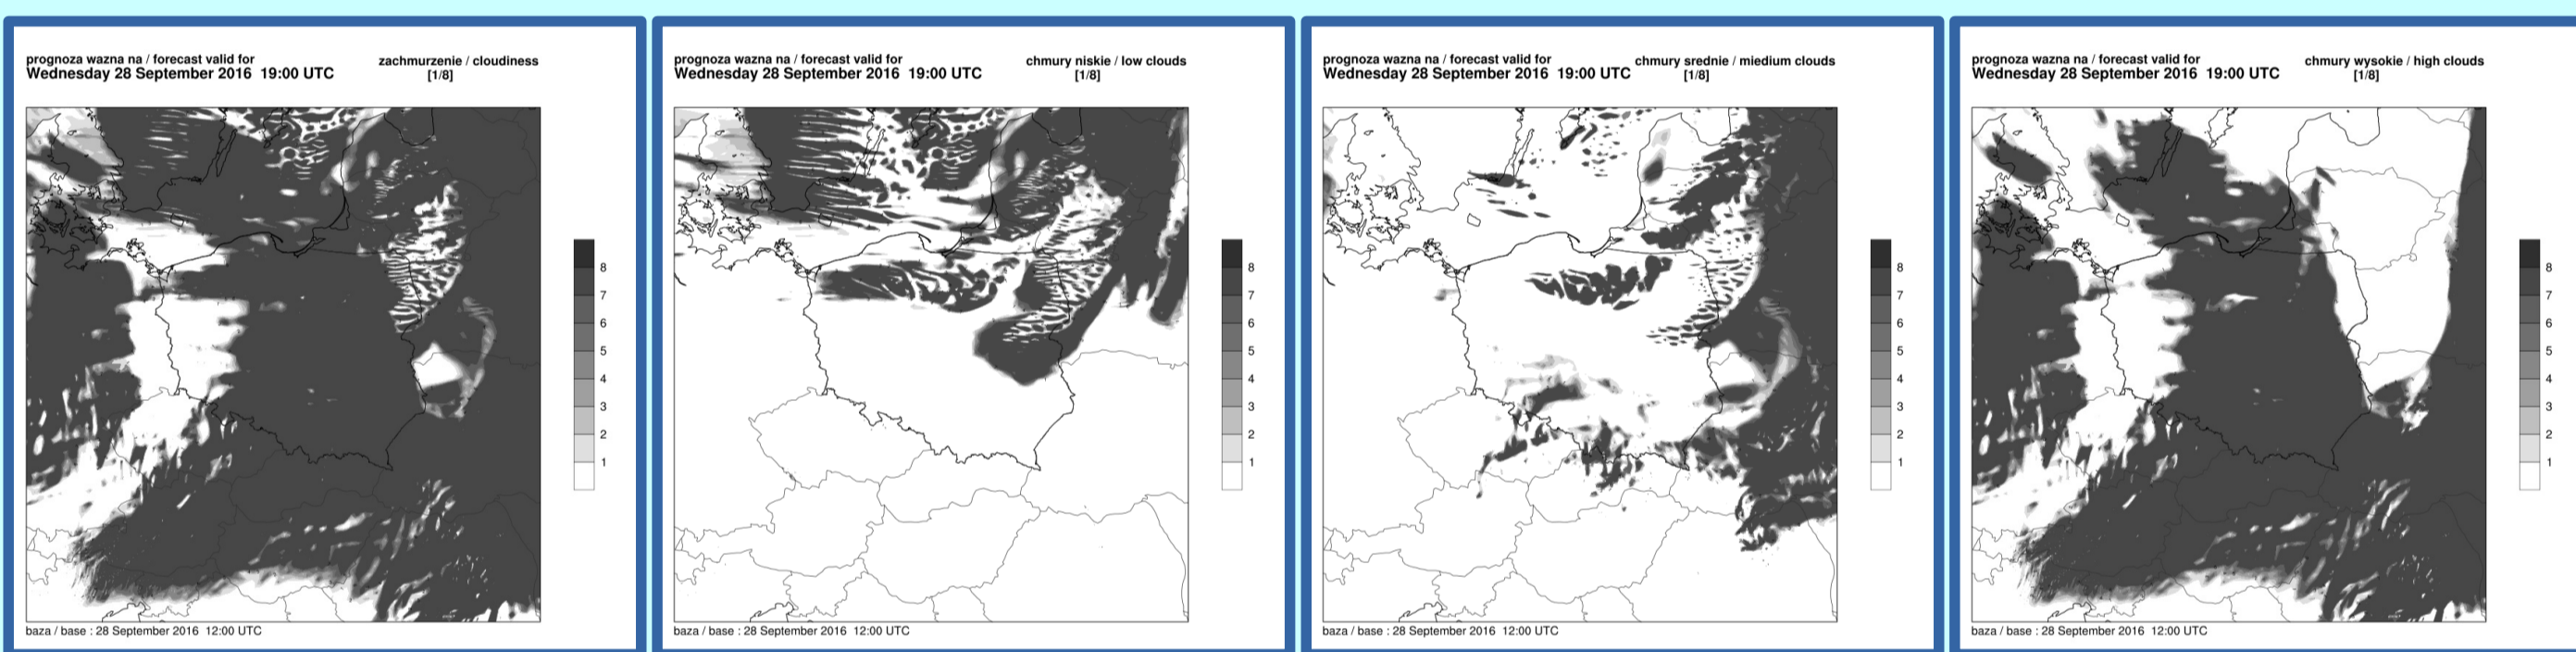 prognoza wazna na / forecast valid for
Wednesday 28 September 2016 19:00 UTC
zachmurzenie / cloudiness
[1/8]
8
7
6
5
4
3
2
1
baza / base : 28 September 2016 12:00 UTC
prognoza wazna na / forecast valid for
Wednesday 28 September 2016 19:00 UTC
chmury niskie / low clouds
[1/8]
8
7
6
5
4
3
2
1
baza / base : 28 September 2016 12:00 UTC
prognoza wazna na / forecast valid for
Wednesday 28 September 2016 19:00 UTC
chmury srednie / miedium clouds
[1/8]
8
7
6
5
4
3
2
1
baza / base : 28 September 2016 12:00 UTC
prognoza wazna na / forecast valid for
Wednesday 28 September 2016 19:00 UTC
chmury wysokie / high clouds
[1/8]
8
7
6
5
4
3
2
1
baza / base : 28 September 2016 12:00 UTC